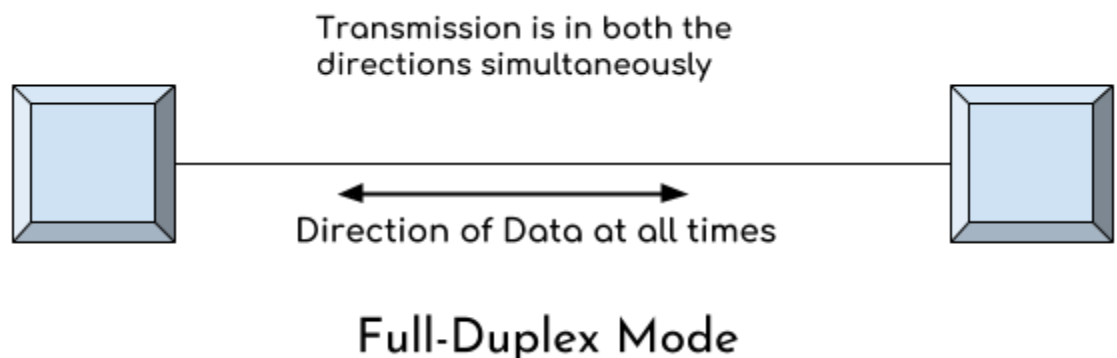 Transmission is in both the
directions simultaneously
Direction of Data at all times
Full-Duplex Mode